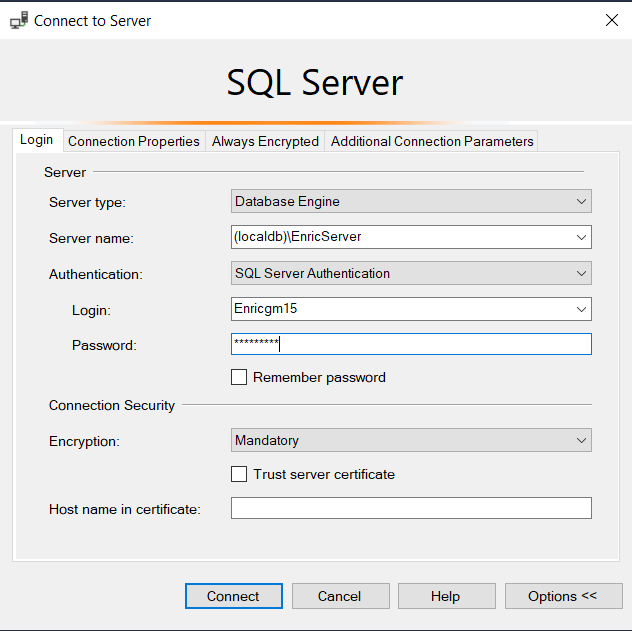 Connect to Server
SQL Server
Login Connection Properties Always Encrypted Additional Connection Parameters
Server
Server type: Database Engine
Server name: (localdb)\EnricServer
Authentication: SQL Server Authentication
Login: Enricgm15
Password: *********
Remember password
Connection Security
Encryption: Mandatory
Trust server certificate
Host name in certificate:
Connect Cancel Help Options <<